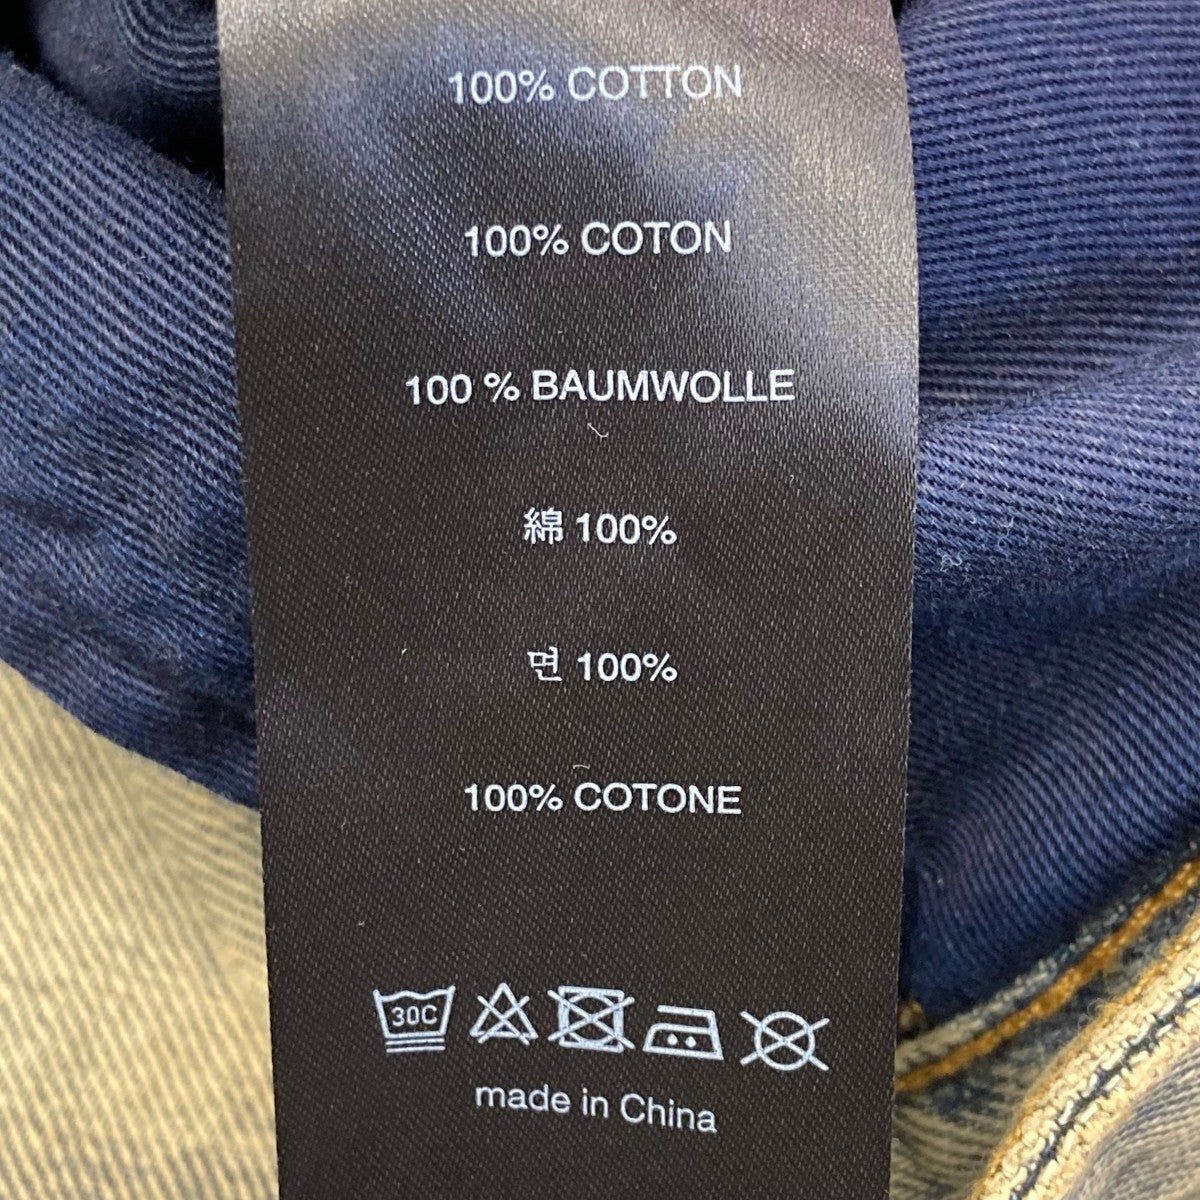 100% COTTON
100% COTON
100 % BAUMWOLLE
綿 100%
면 100%
100% COTONE
30C
made in China